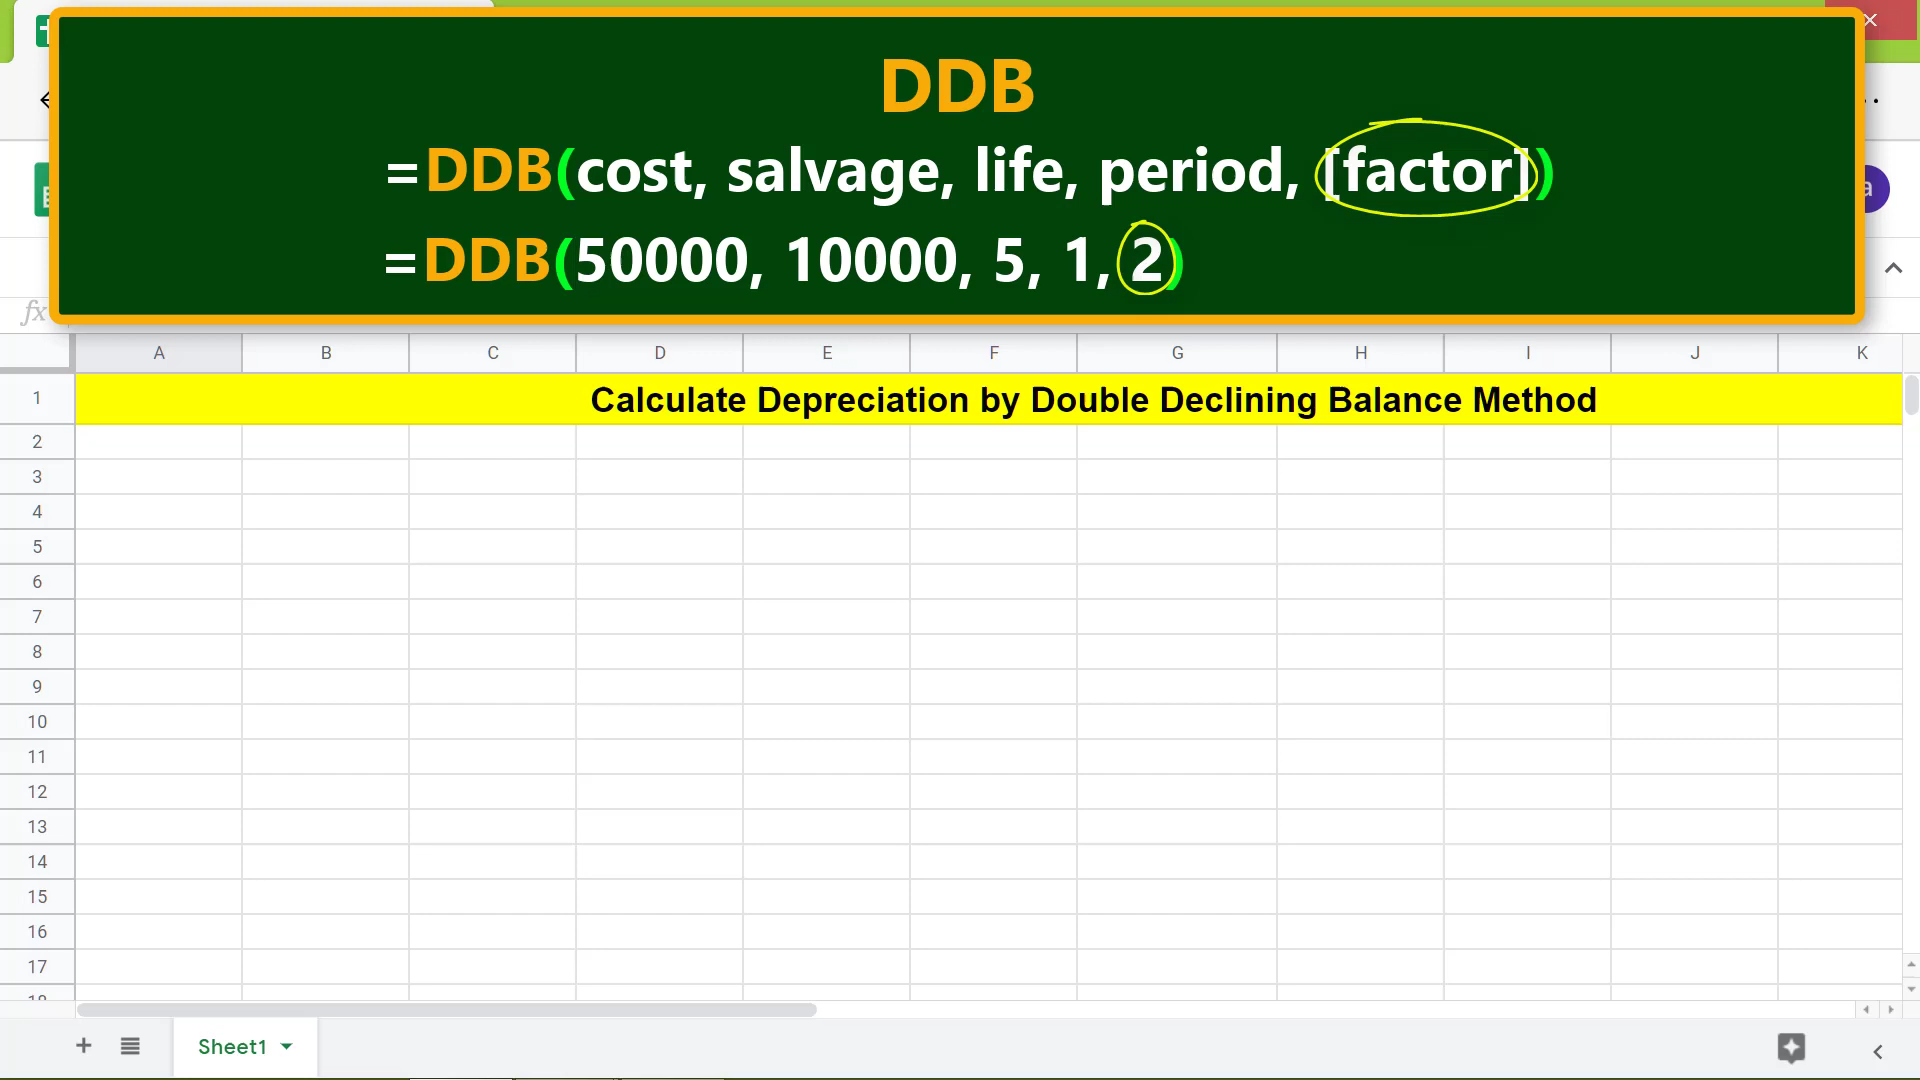 DDB
=DDB(cost, salvage, life, period, [factor])
=DDB(50000, 10000, 5, 1, 2)
fx
A B C D E F G H I J K
1 Calculate Depreciation by Double Declining Balance Method
2
3
4
5
6
7
8
9
10
11
12
13
14
15
16
17
18
Sheet1